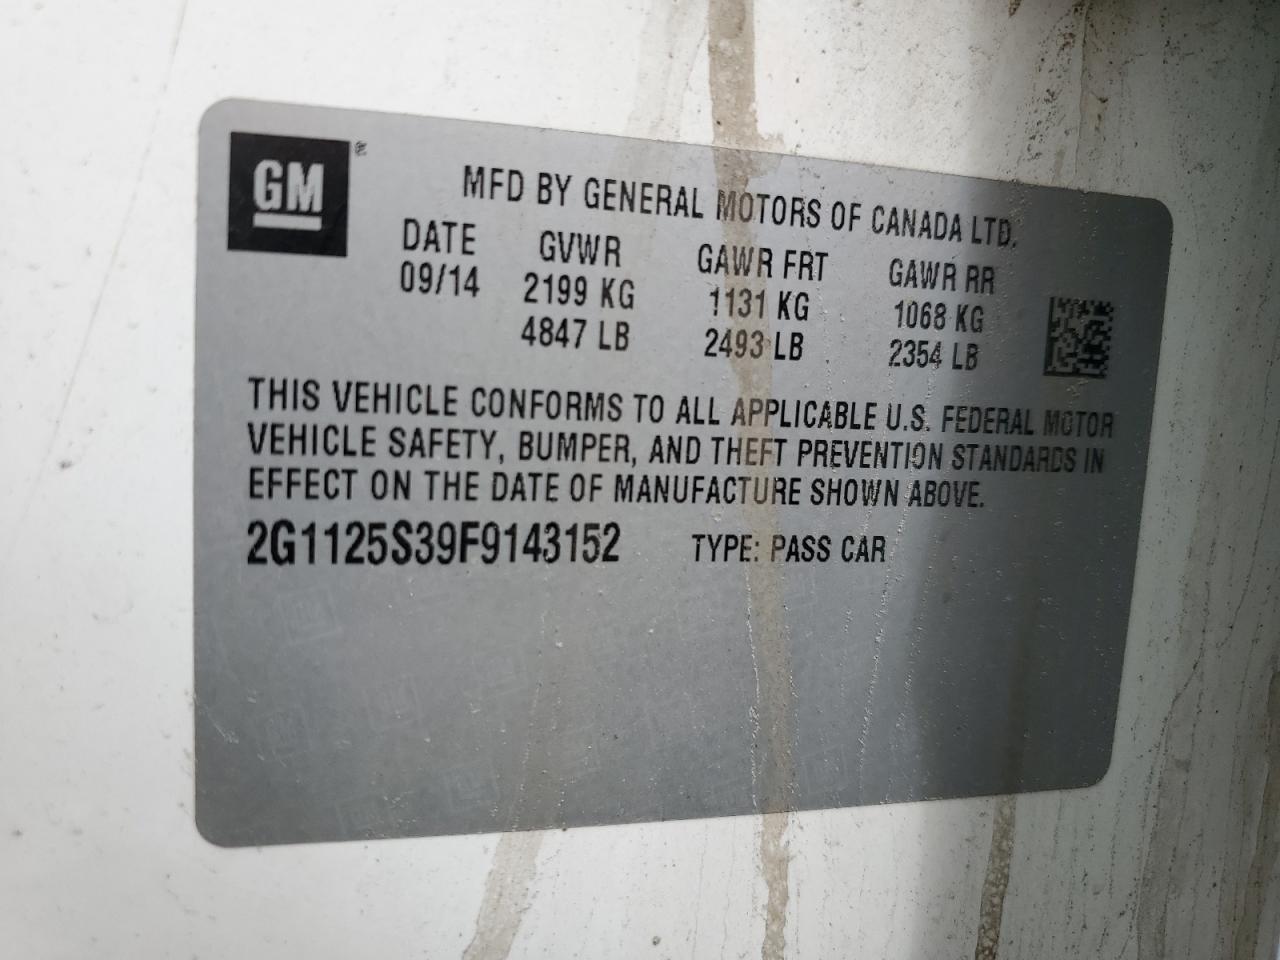 GM®
MFD BY GENERAL MOTORS OF CANADA LTD.
DATE GVWR GAWR FRT GAWR RR
09/14 2199 KG 1131 KG 1068 KG
4847 LB 2493 LB 2354 LB
THIS VEHICLE CONFORMS TO ALL APPLICABLE U.S. FEDERAL MOTOR
VEHICLE SAFETY, BUMPER, AND THEFT PREVENTION STANDARDS IN
EFFECT ON THE DATE OF MANUFACTURE SHOWN ABOVE.
2G1125S39F9143152 TYPE: PASS CAR